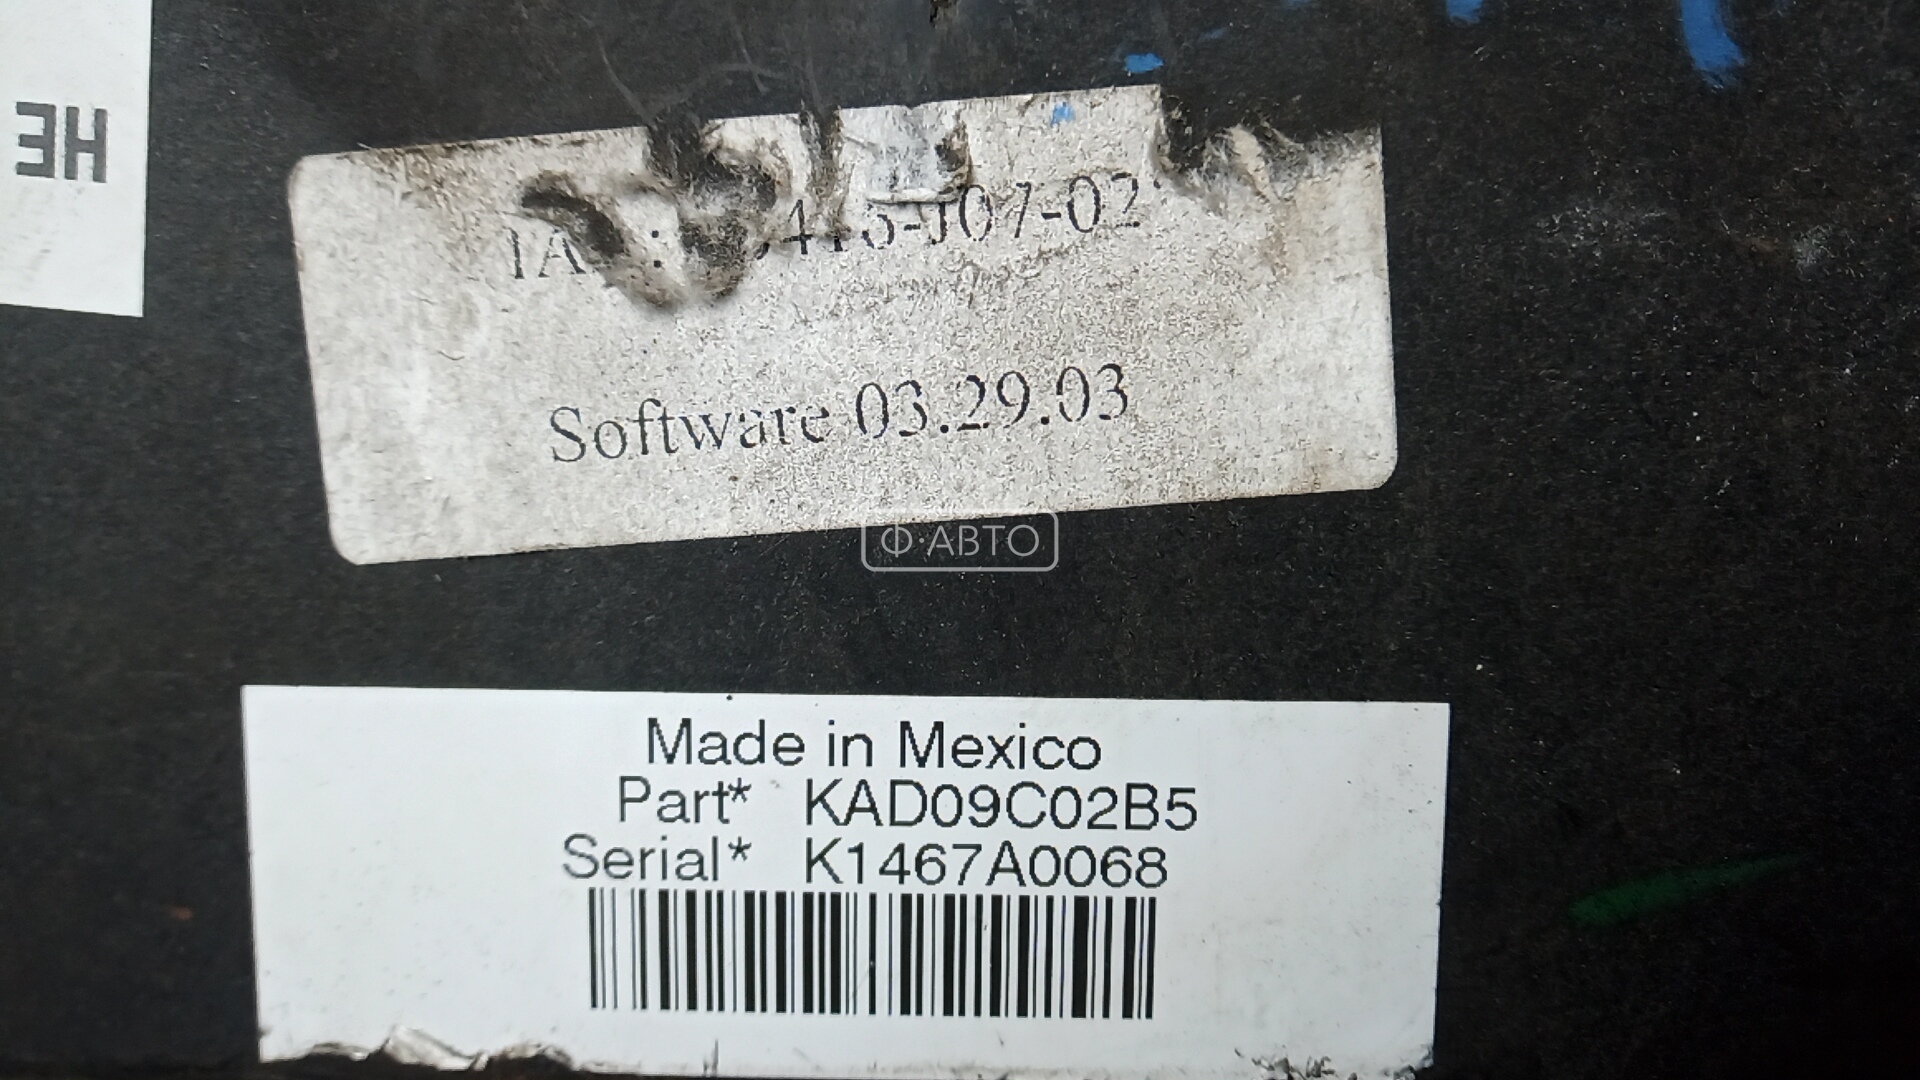 HE
Software 03.29.03
Ф·АВТО
Made in Mexico
Part* KAD09C02B5
Serial* K1467A0068